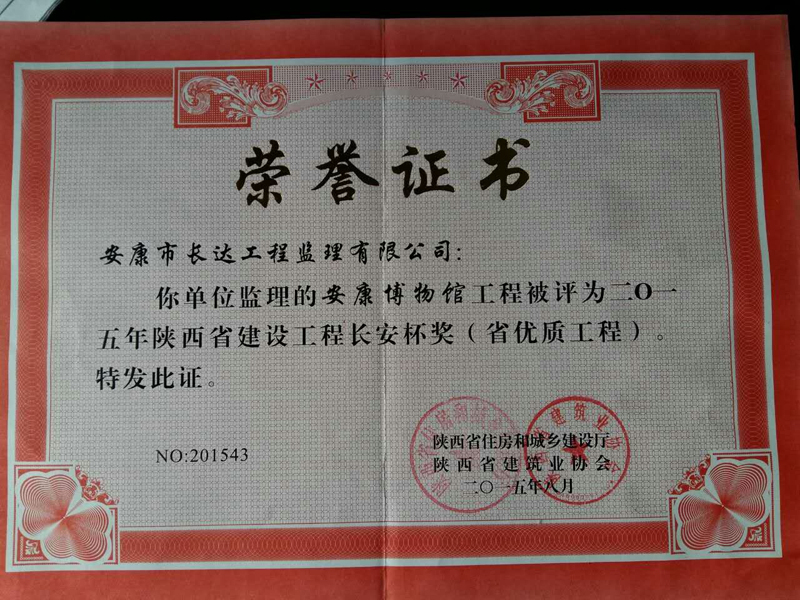 荣誉证书
安康市长达工程监理有限公司：
你单位监理的安康博物馆工程被评为二〇一
五年陕西省建设工程长安杯奖（省优质工程）。
特发此证。
NO:201543
陕西省住房和城乡建设厅
陕西省建筑业协会
二〇一五年八月